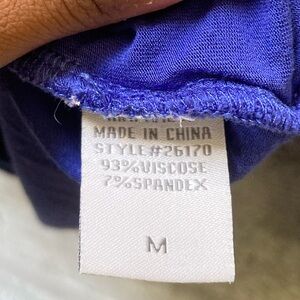 MADE IN CHINA
STYLE#26170
93%VISCOSE
7%SPANDEX
M